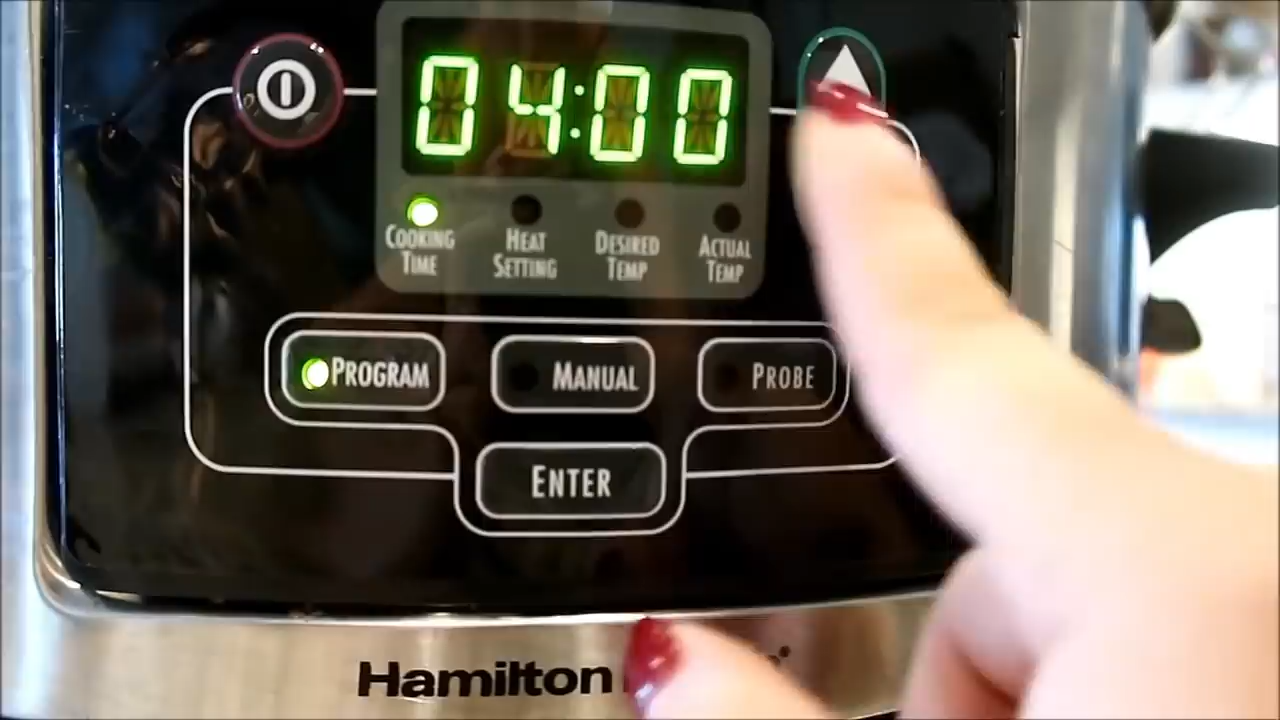 04:00
COOKING TIME
HEAT SETTING
DESIRED TEMP
ACTUAL TEMP
PROGRAM
MANUAL
PROBE
ENTER
Hamilton